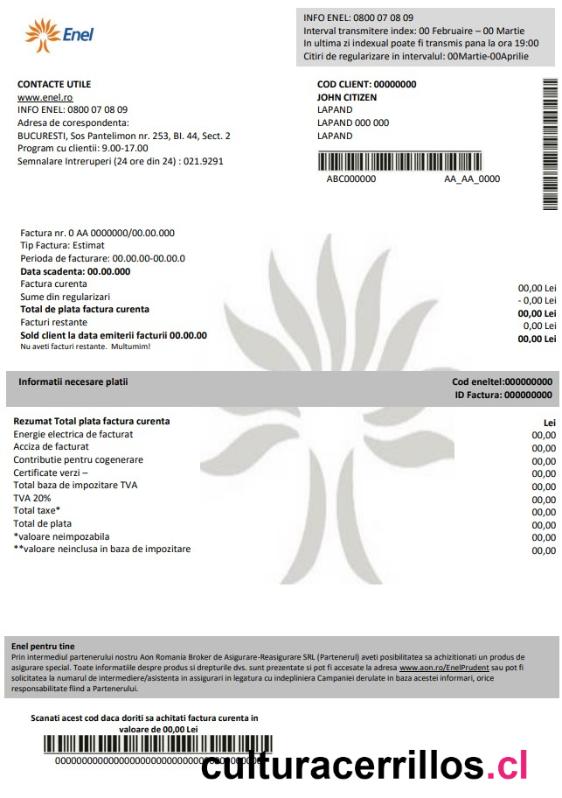 Enel
INFO ENEL: 0800 07 08 09
Interval transmitere index: 00 Februaire – 00 Martie
In ultima zi indexual poate fi transmis pana la ora 19:00
Citiri de regularizare in intervalul: 00Martie-00Aprilie
CONTACTE UTILE
www.enel.ro
INFO ENEL: 0800 07 08 09
Adresa de corespondenta:
BUCURESTI, Sos Pantelimon nr. 253, BI. 44, Sect. 2
Program cu clientii: 9.00-17.00
Semnalare Intreruperi (24 ore din 24) : 021.9291
COD CLIENT: 00000000
JOHN CITIZEN
LAPAND
LAPAND 000 000
LAPAND
ABC000000 AA_AA_0000
Factura nr. 0 AA 0000000/00.00.000
Tip Factura: Estimat
Perioda de facturare: 00.00.00-00.00.0
Data scadenta: 00.00.000
Factura curenta 00,00 Lei
Sume din regularizari - 0,00 Lei
Total de plata factura curenta 00,00 Lei
Facturi restante 0,00 Lei
Sold client la data emiterii facturii 00.00.00 00,00 Lei
Nu aveti facturi restante. Multumim!
Informatii necesare platii Cod eneltel:000000000
ID Factura: 000000000
Rezumat Total plata factura curenta Lei
Energie electrica de facturat 00,00
Acciza de facturat 00,00
Contributie pentru cogenerare 00,00
Certificate verzi – 00,00
Total baza de impozitare TVA 00,00
TVA 20% 00,00
Total taxe* 00,00
Total de plata 00,00
*valoare neimpozabila 00,00
**valoare neinclusa in baza de impozitare 00,00
Enel pentru tine
Prin intermediul partenerului nostru Aon Romania Broker de Asigurare-Reasigurare SRL (Partenerul) aveti posibilitatea sa achizitionati un produs de
asigurare special. Toate informatiile despre produs si drepturile dvs. sunt prezentate si pot fi accesate la adresa www.aon.ro/EnelPrudent sau pot fi
solicitatea la numarul de intermediere/asistenta in asigurari in legatura cu indepliniera Campaniei derulate in baza acestei informari, orice
responsabilitate fiind a Partenerului.
Scanati acest cod daca doriti sa achitati factura curenta in
valoare de 00,00 Lei
culturacerrillos.cl